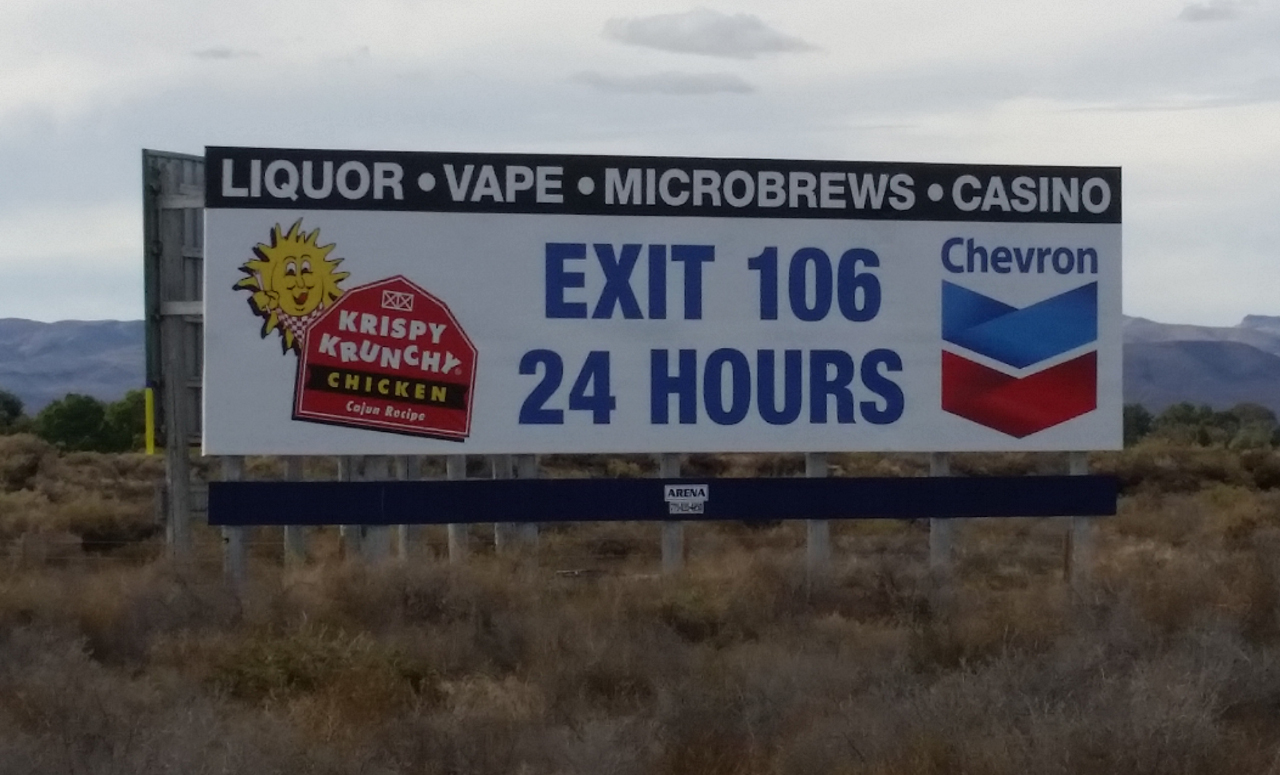 LIQUOR • VAPE • MICROBREWS • CASINO
KRISPY
KRUNCHY®
CHICKEN
Cajun Recipe
EXIT 106
24 HOURS
Chevron
ARENA